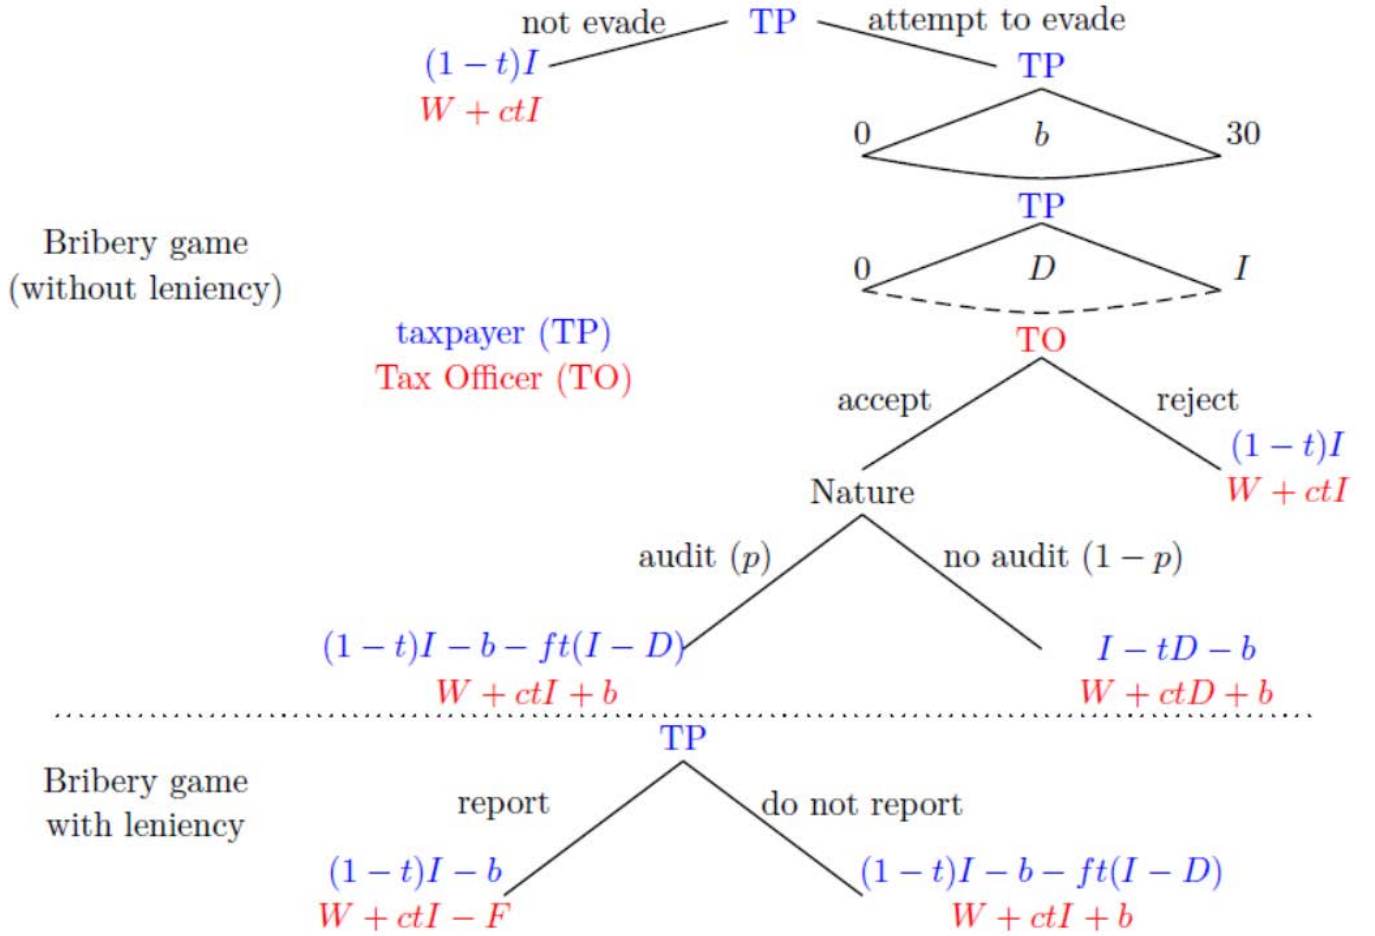 not evade TP attempt to evade
(1 − t)I TP
W + ctI
0 b 30
TP
Bribery game
(without leniency)
0 D I
taxpayer (TP)
Tax Officer (TO)
TO
accept reject
(1 − t)I
W + ctI
Nature
audit (p) no audit (1 − p)
(1 − t)I − b − ft(I − D) I − tD − b
W + ctI + b W + ctD + b
TP
Bribery game
with leniency
report do not report
(1 − t)I − b (1 − t)I − b − ft(I − D)
W + ctI − F W + ctI + b